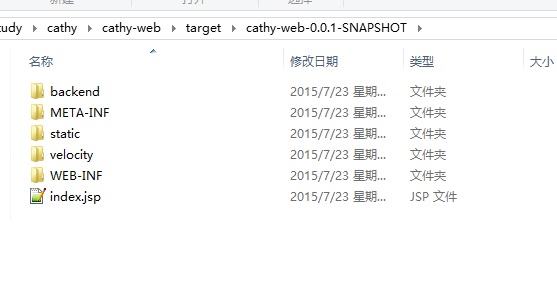 tudy cathy cathy-web target cathy-web-0.0.1-SNAPSHOT
名称 修改日期 类型 大小
backend 2015/7/23 星期... 文件夹
META-INF 2015/7/23 星期... 文件夹
static 2015/7/23 星期... 文件夹
velocity 2015/7/23 星期... 文件夹
WEB-INF 2015/7/23 星期... 文件夹
index.jsp 2015/7/23 星期... JSP 文件